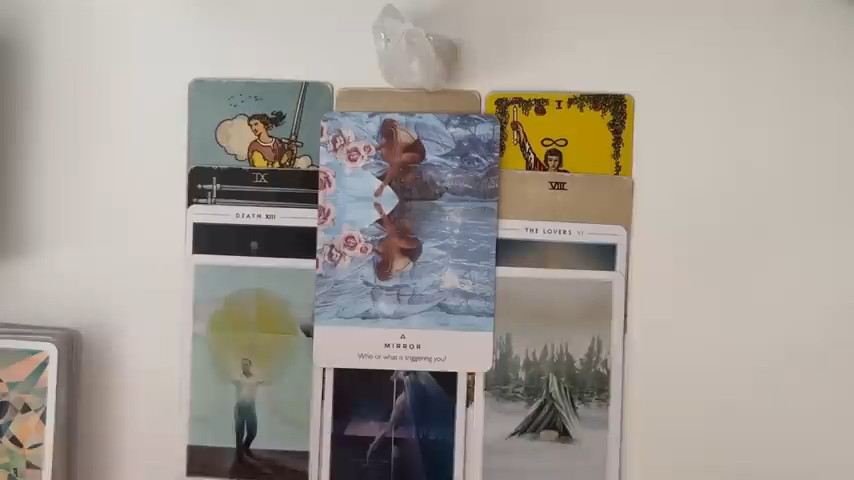 I
IX
VIII
DEATH XIII
THE LOVERS VI
MIRROR
Who or what is triggering you?